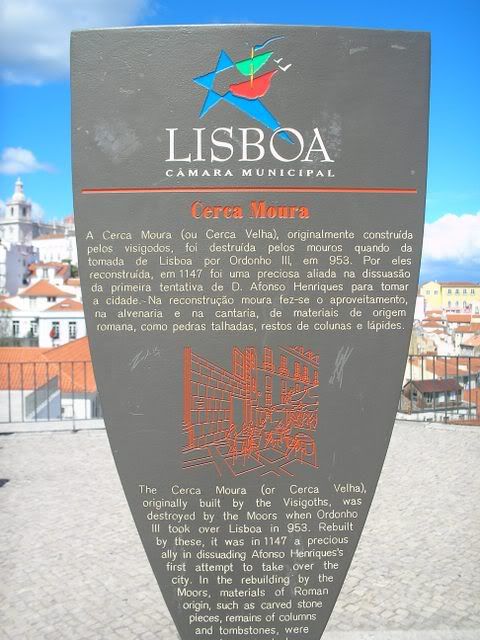 LISBOA
CÂMARA MUNICIPAL
Cerca Moura
A Cerca Moura (ou Cerca Velha), originalmente construída
pelos visigodos, foi destruída pelos mouros quando da
tomada de Lisboa por Ordonho III, em 953. Por eles
reconstruída, em 1147 foi uma preciosa aliada na dissuasão
da primeira tentativa de D. Afonso Henriques para tomar
a cidade. Na reconstrução moura fez-se o aproveitamento,
na alvenaria e na cantaria, de materiais de origem
romana, como pedras talhadas, restos de colunas e lápides.
The Cerca Moura (or Cerca Velha),
originally built by the Visigoths, was
destroyed by the Moors when Ordonho
III took over Lisboa in 953. Rebuilt
by these, it was in 1147 a precious
ally in dissuading Afonso Henriques's
first attempt to take over the
city. In the rebuilding by the
Moors, materials of Roman
origin, such as carved stone
pieces, remains of columns
and tombstones, were